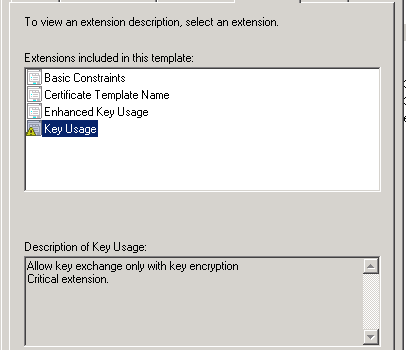 To view an extension description, select an extension.
Extensions included in this template:
Basic Constraints
Certificate Template Name
Enhanced Key Usage
Key Usage
Description of Key Usage:
Allow key exchange only with key encryption
Critical extension.